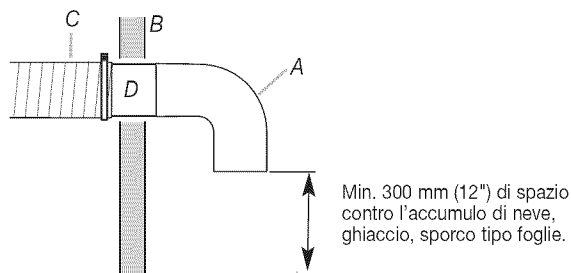 C
B
A
D
Min. 300 mm (12") di spazio
contro l'accumulo di neve,
ghiaccio, sporco tipo foglie.